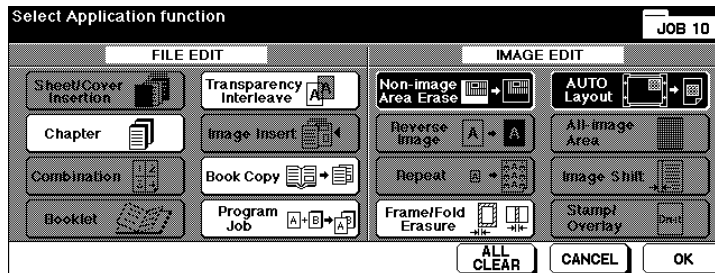 Select Application function
JOB 10
FILE EDIT
IMAGE EDIT
Sheet/Cover
Insertion
Transparency
Interleave
Non-image
Area Erase
AUTO
Layout
Chapter
Image Insert
Reverse
Image
All-image
Area
Combination
Book Copy
Repeat
Image Shift
Booklet
Program
Job
Frame/Fold
Erasure
Stamp/
Overlay
ALL
CLEAR
CANCEL
OK